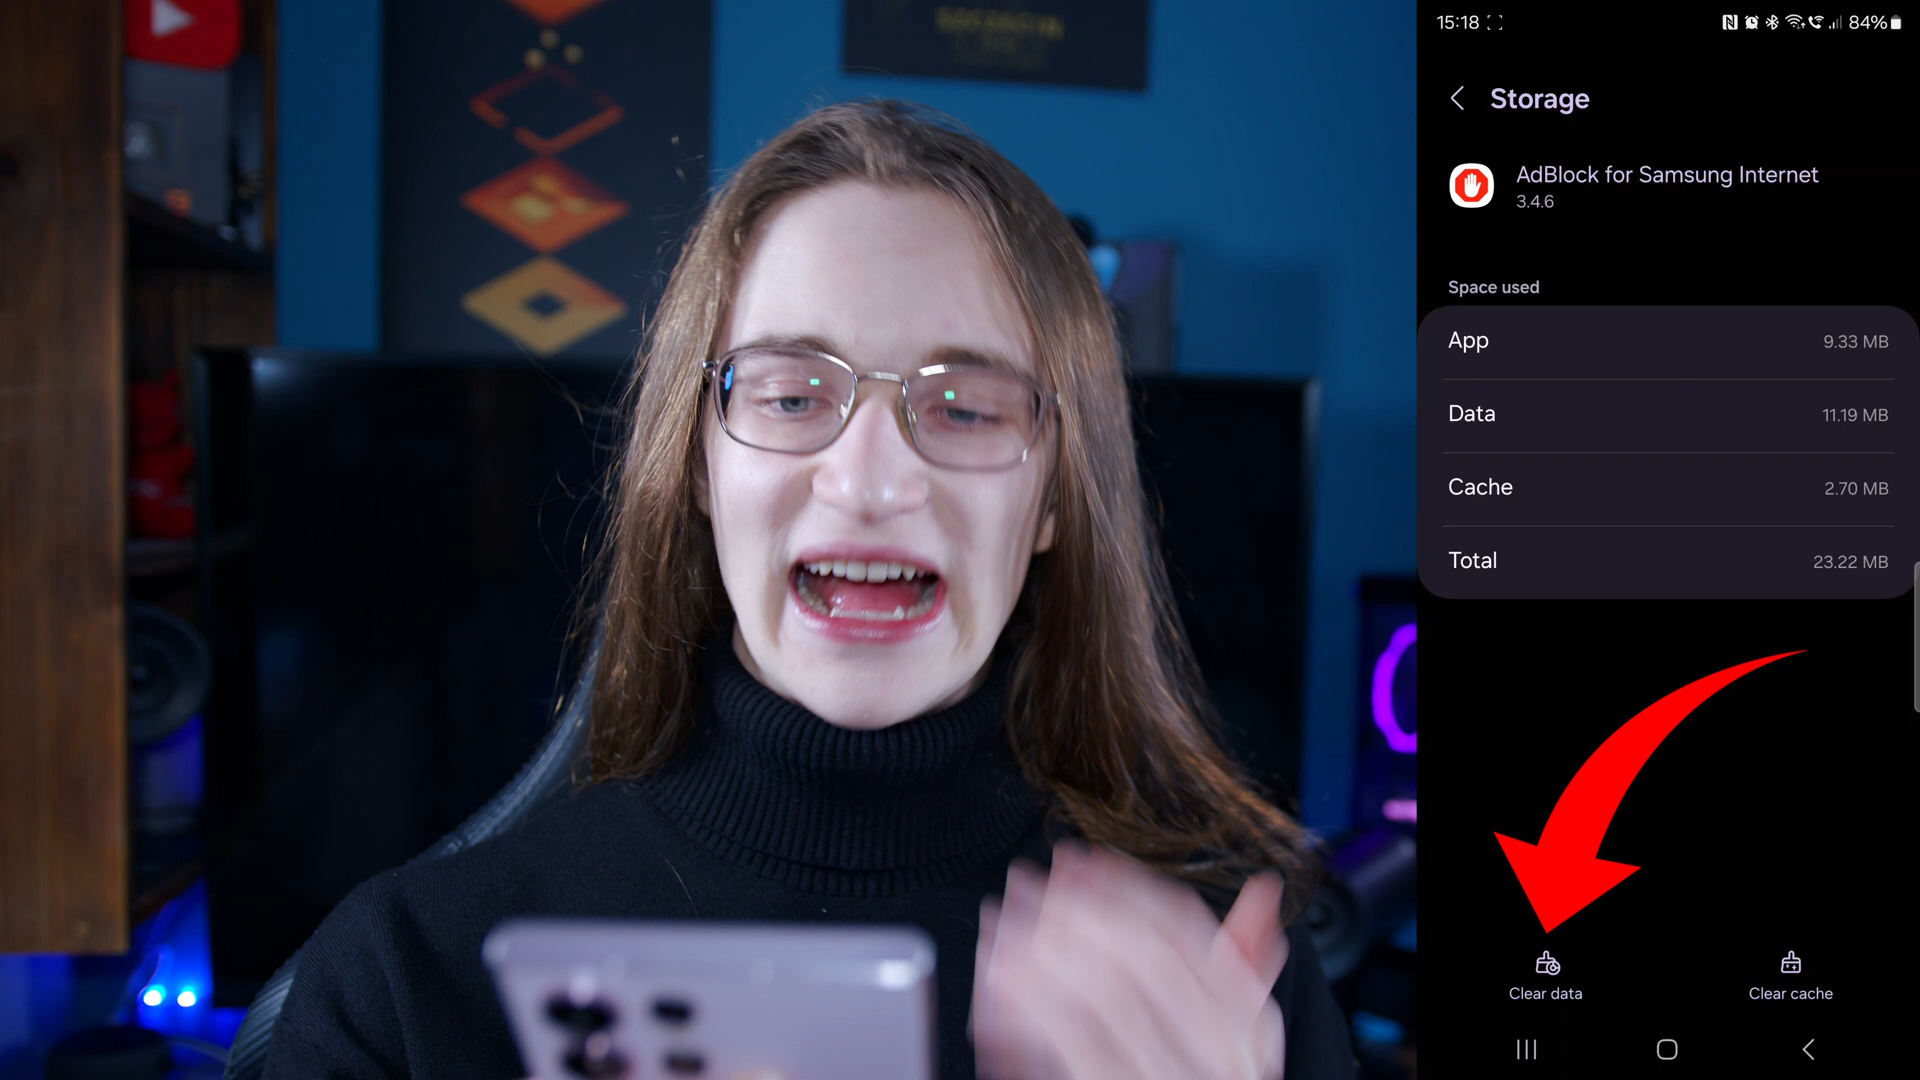 15:18
84%
Storage
AdBlock for Samsung Internet
3.4.6
Space used
App 9.33 MB
Data 11.19 MB
Cache 2.70 MB
Total 23.22 MB
Clear data
Clear cache